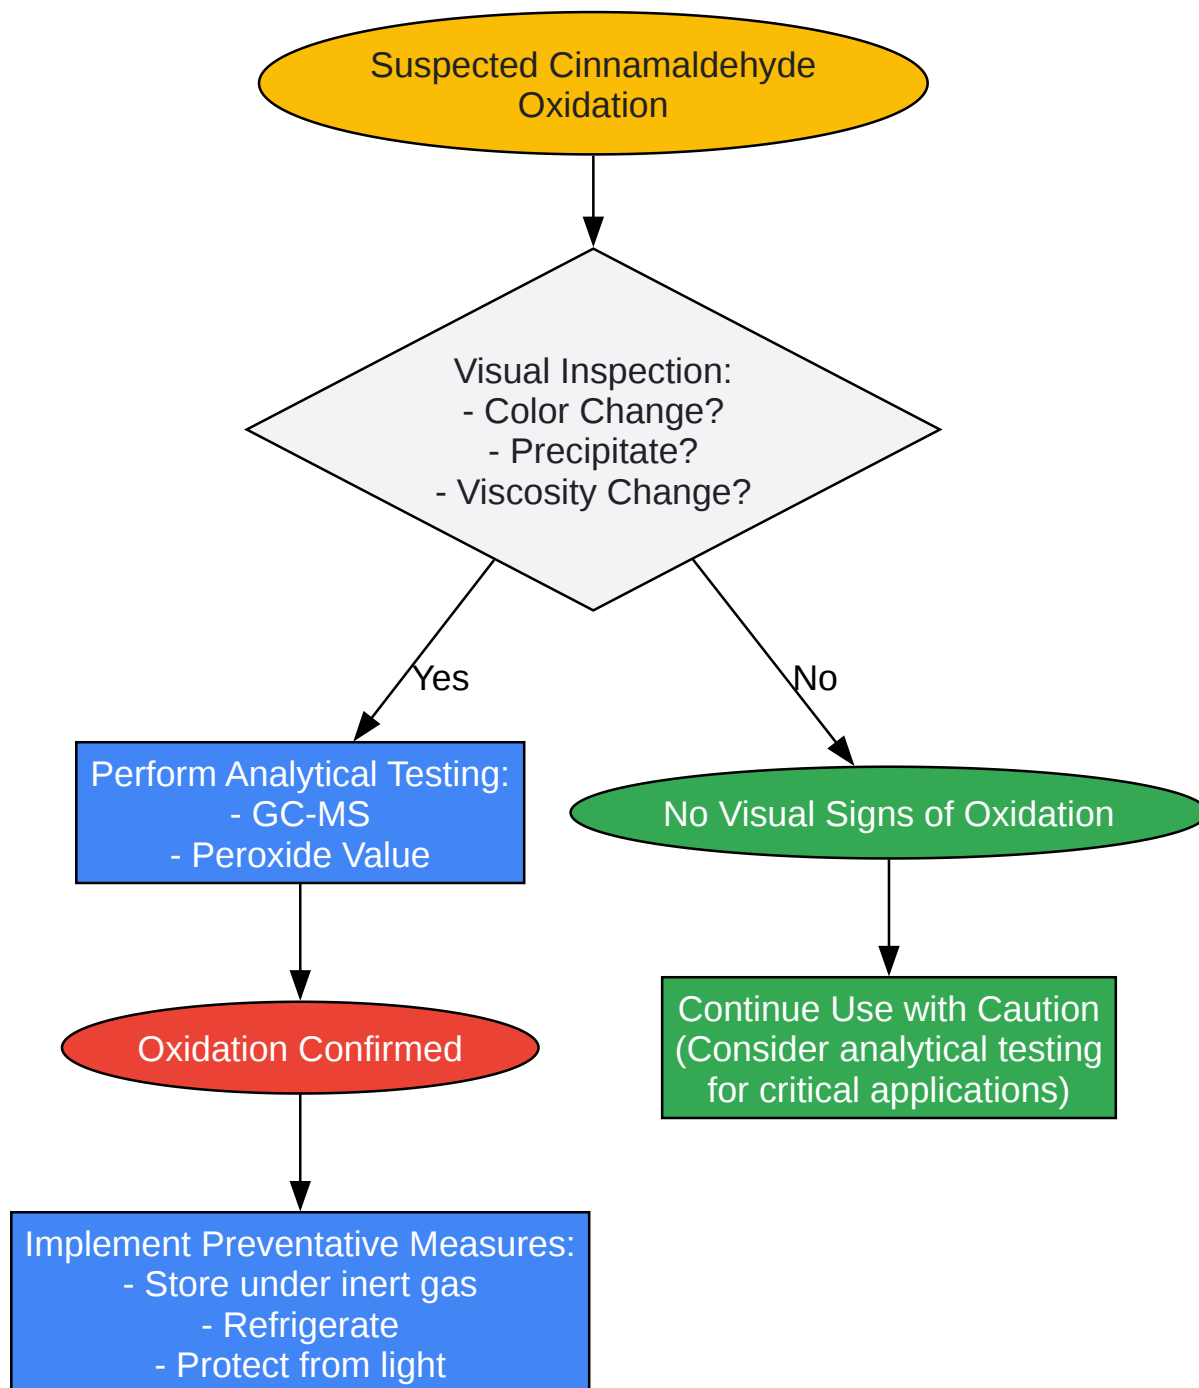 Suspected Cinnamaldehyde
Oxidation
Visual Inspection:
- Color Change?
- Precipitate?
- Viscosity Change?
Yes
No
Perform Analytical Testing:
- GC-MS
- Peroxide Value
No Visual Signs of Oxidation
Oxidation Confirmed
Continue Use with Caution
(Consider analytical testing
for critical applications)
Implement Preventative Measures:
- Store under inert gas
- Refrigerate
- Protect from light